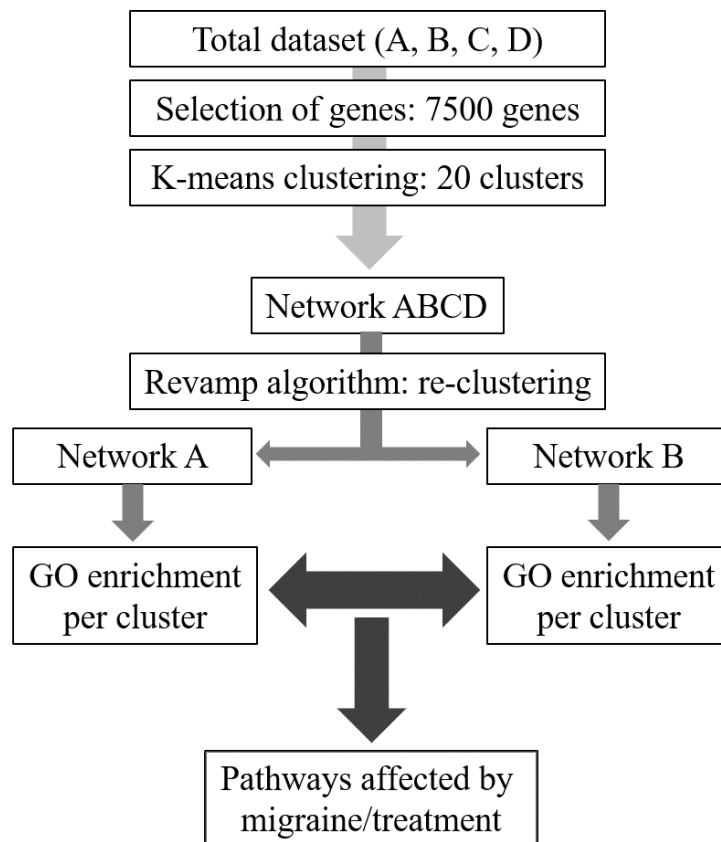 Total dataset (A, B, C, D)
Selection of genes: 7500 genes
K-means clustering: 20 clusters
Network ABCD
Revamp algorithm: re-clustering
Network A
Network B
GO enrichment
per cluster
GO enrichment
per cluster
Pathways affected by
migraine/treatment